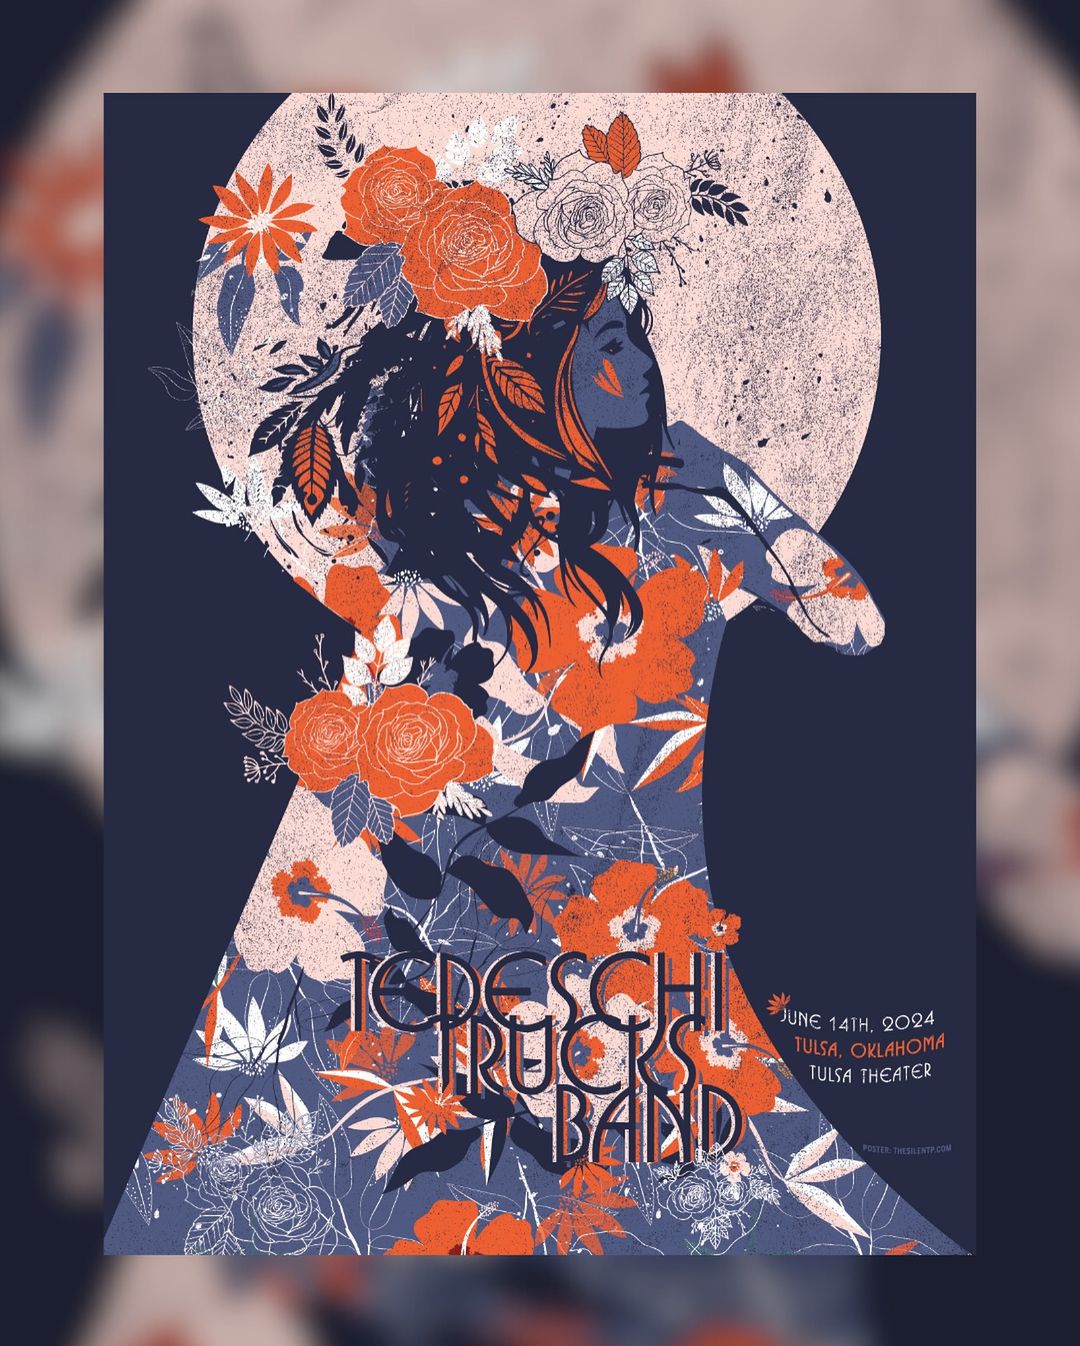 TEDESCHI
TRUCKS
BAND
JUNE 14TH, 2024
TULSA, OKLAHOMA
TULSA THEATER
POSTER: THESILENTP.COM